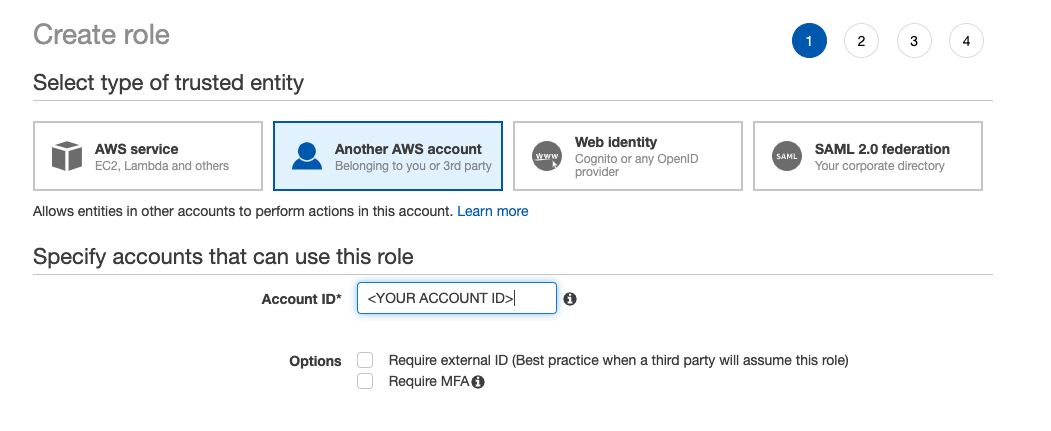 Create role
1 2 3 4
Select type of trusted entity
AWS service
EC2, Lambda and others
Another AWS account
Belonging to you or 3rd party
www
Web identity
Cognito or any OpenID
provider
SAML
SAML 2.0 federation
Your corporate directory
Allows entities in other accounts to perform actions in this account. Learn more
Specify accounts that can use this role
Account ID* <YOUR ACCOUNT ID> i
Options Require external ID (Best practice when a third party will assume this role)
Require MFA i